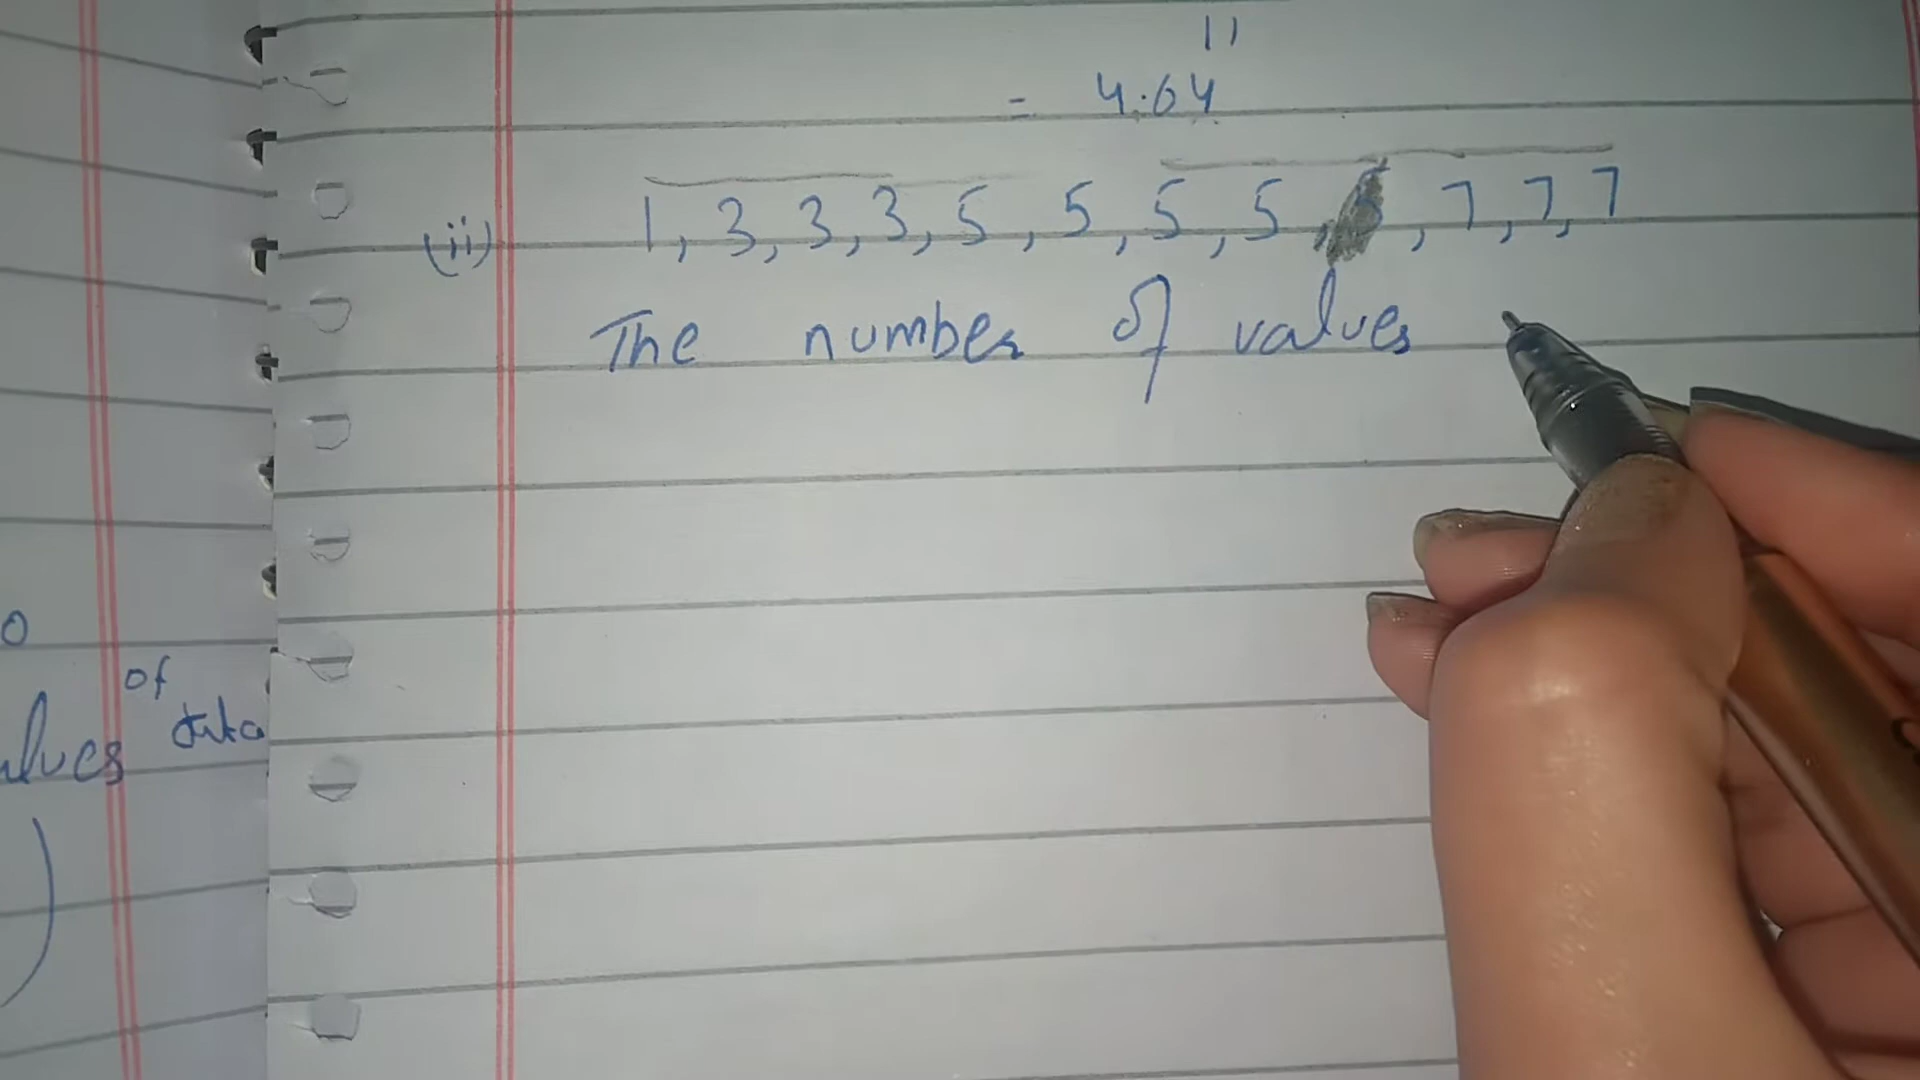 11
= 4.64
(ii) 1, 3, 3, 3, 5, 5, 5, 5, 7, 7, 7
The number of values
0
of
data